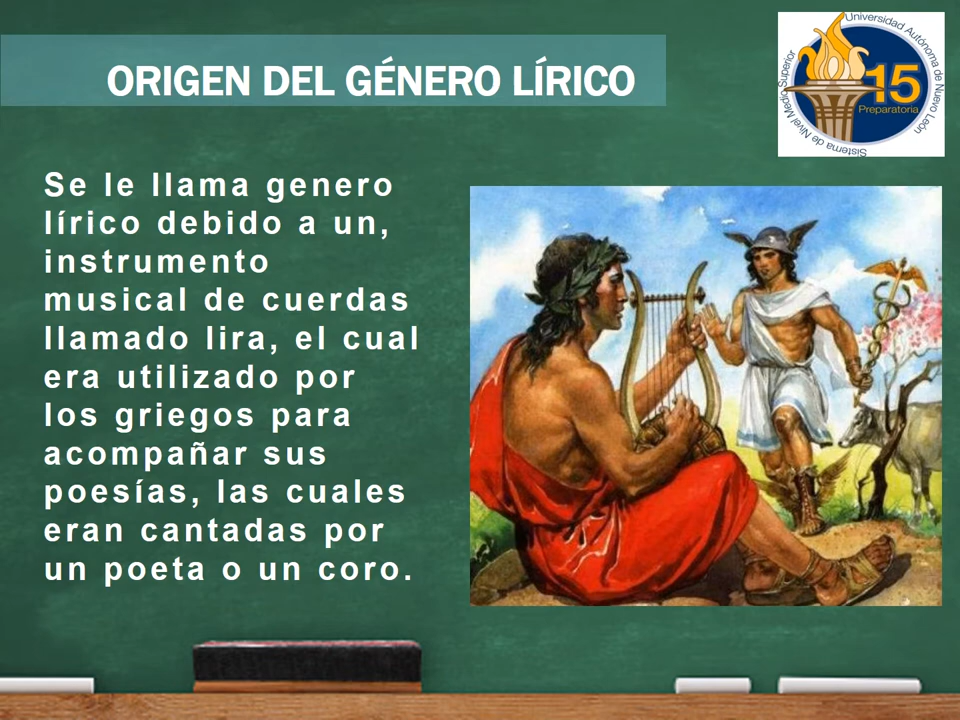 ORIGEN DEL GÉNERO LÍRICO
Universidad Autónoma de Nuevo León
15
Preparatoria
Sistema de Nivel Medio Superior
Se le llama genero
lírico debido a un,
instrumento
musical de cuerdas
llamado lira, el cual
era utilizado por
los griegos para
acompañar sus
poesías, las cuales
eran cantadas por
un poeta o un coro.